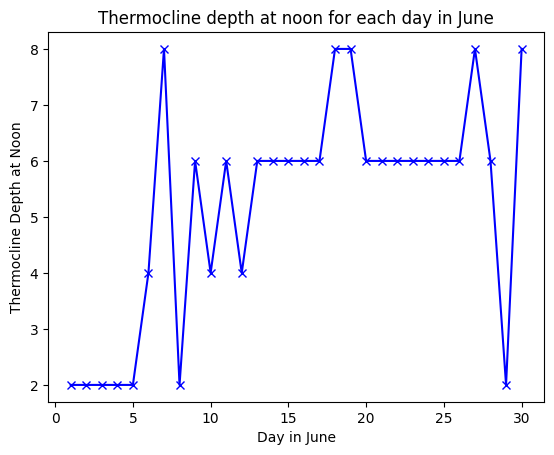 Thermocline depth at noon for each day in June
8
7
6
5
4
3
2
Thermocline Depth at Noon
0 5 10 15 20 25 30
Day in June